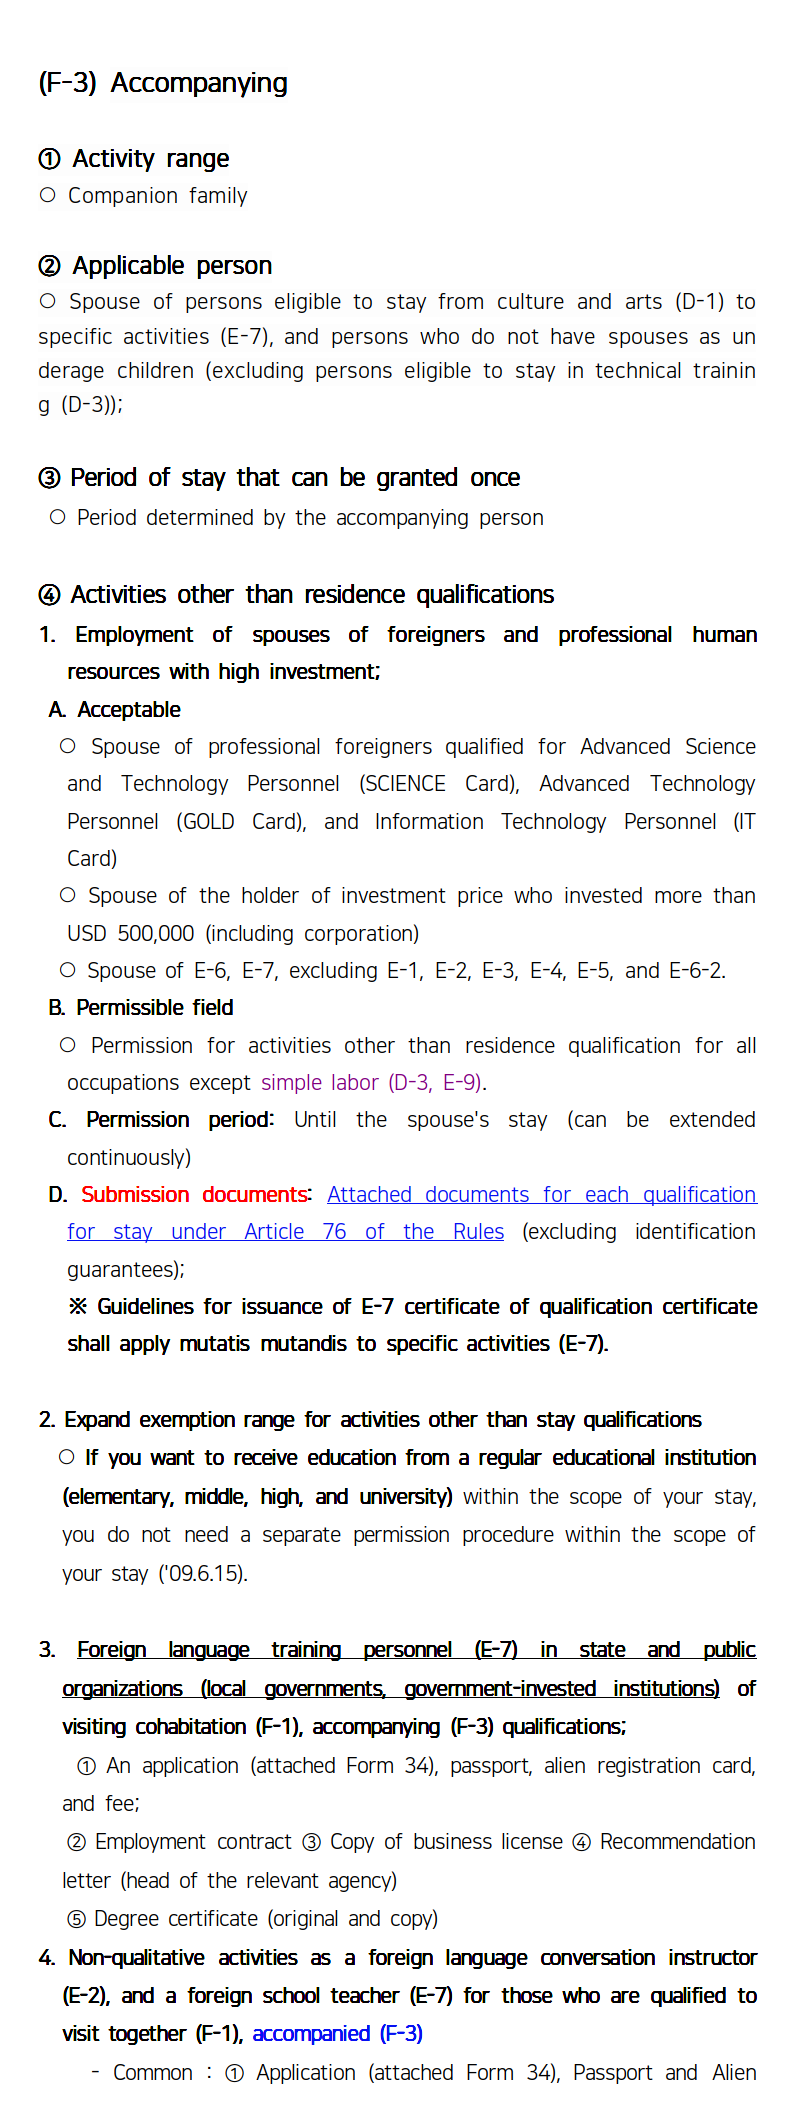 (F-3) Accompanying
① Activity range
○ Companion family
② Applicable person
○ Spouse of persons eligible to stay from culture and arts (D-1) to
specific activities (E-7), and persons who do not have spouses as un
derage children (excluding persons eligible to stay in technical trainin
g (D-3));
③ Period of stay that can be granted once
○ Period determined by the accompanying person
④ Activities other than residence qualifications
1. Employment of spouses of foreigners and professional human
resources with high investment;
A. Acceptable
○ Spouse of professional foreigners qualified for Advanced Science
and Technology Personnel (SCIENCE Card), Advanced Technology
Personnel (GOLD Card), and Information Technology Personnel (IT
Card)
○ Spouse of the holder of investment price who invested more than
USD 500,000 (including corporation)
○ Spouse of E-6, E-7, excluding E-1, E-2, E-3, E-4, E-5, and E-6-2.
B. Permissible field
○ Permission for activities other than residence qualification for all
occupations except simple labor (D-3, E-9).
C. Permission period: Until the spouse's stay (can be extended
continuously)
D. Submission documents: Attached documents for each qualification
for stay under Article 76 of the Rules (excluding identification
guarantees);
※ Guidelines for issuance of E-7 certificate of qualification certificate
shall apply mutatis mutandis to specific activities (E-7).
2. Expand exemption range for activities other than stay qualifications
○ If you want to receive education from a regular educational institution
(elementary, middle, high, and university) within the scope of your stay,
you do not need a separate permission procedure within the scope of
your stay ('09.6.15).
3. Foreign language training personnel (E-7) in state and public
organizations (local governments, government-invested institutions) of
visiting cohabitation (F-1), accompanying (F-3) qualifications;
① An application (attached Form 34), passport, alien registration card,
and fee;
② Employment contract ③ Copy of business license ④ Recommendation
letter (head of the relevant agency)
⑤ Degree certificate (original and copy)
4. Non-qualitative activities as a foreign language conversation instructor
(E-2), and a foreign school teacher (E-7) for those who are qualified to
visit together (F-1), accompanied (F-3)
- Common : ① Application (attached Form 34), Passport and Alien